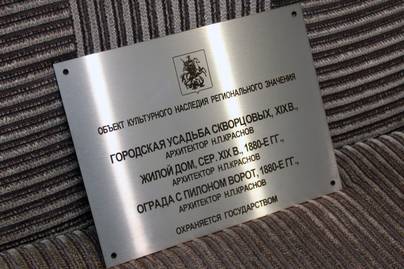 ОБЪЕКТ КУЛЬТУРНОГО НАСЛЕДИЯ РЕГИОНАЛЬНОГО ЗНАЧЕНИЯ
ГОРОДСКАЯ УСАДЬБА СКВОРЦОВЫХ, XIX В.,
АРХИТЕКТОР Н.П.КРАСНОВ
ЖИЛОЙ ДОМ, СЕР. XIX В., 1880-Е ГГ.,
АРХИТЕКТОР Н.П.КРАСНОВ
ОГРАДА С ПИЛОНОМ ВОРОТ, 1880-Е ГГ.,
АРХИТЕКТОР Н.П.КРАСНОВ
ОХРАНЯЕТСЯ ГОСУДАРСТВОМ